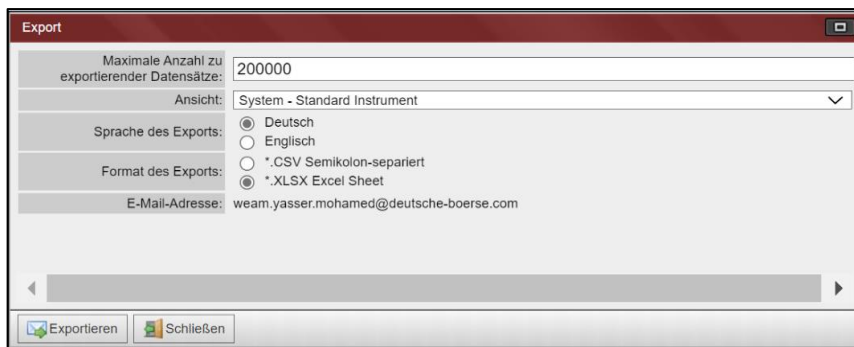 Export
Maximale Anzahl zu
exportierender Datensätze:
200000
Ansicht:
System - Standard Instrument
Sprache des Exports:
Deutsch
Englisch
Format des Exports:
*.CSV Semikolon-separiert
*.XLSX Excel Sheet
E-Mail-Adresse:
weam.yasser.mohamed@deutsche-boerse.com
Exportieren
Schließen